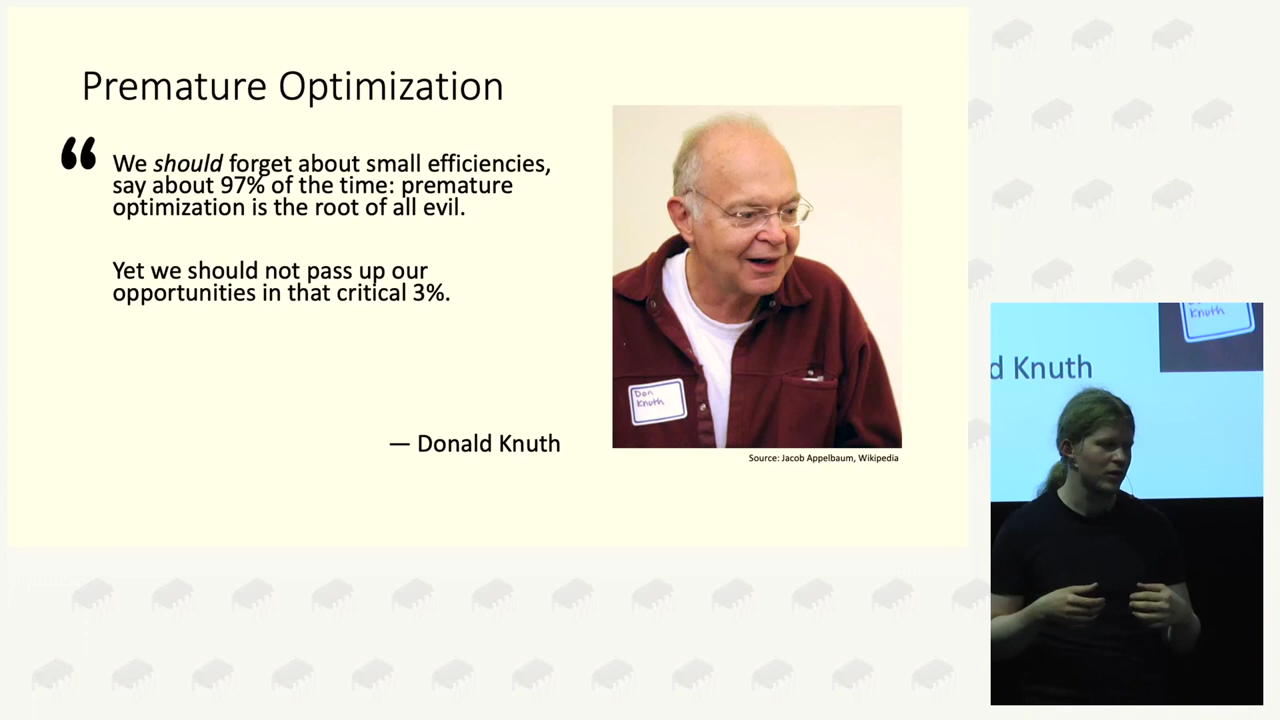 Premature Optimization
“
We should forget about small efficiencies,
say about 97% of the time: premature
optimization is the root of all evil.
Yet we should not pass up our
opportunities in that critical 3%.
— Donald Knuth
Don
Knuth
Source: Jacob Appelbaum, Wikipedia
Knuth
d Knuth